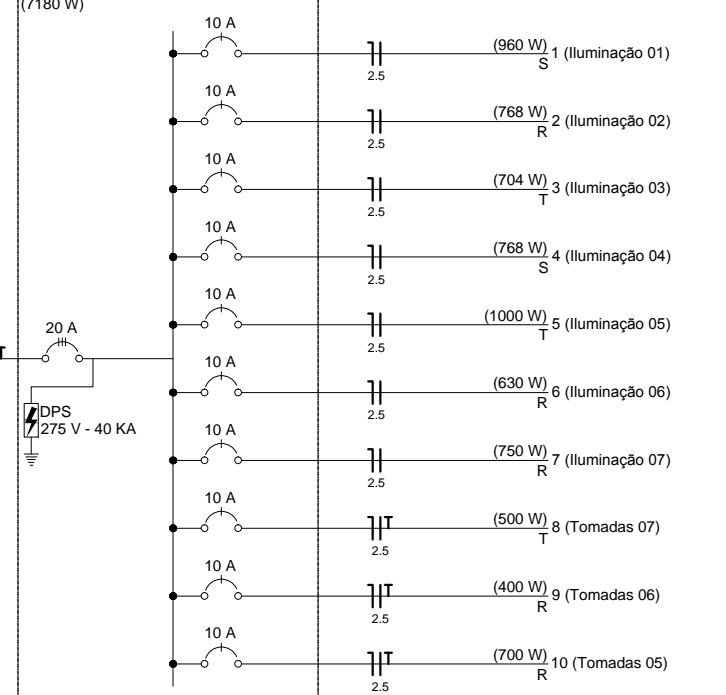 (7180 W)
10 A
(960 W)
1 (Iluminação 01)
2.5
S
10 A
(768 W)
2 (Iluminação 02)
2.5
R
10 A
(704 W)
3 (Iluminação 03)
2.5
T
10 A
(768 W)
4 (Iluminação 04)
2.5
S
10 A
(1000 W)
5 (Iluminação 05)
2.5
T
20 A
10 A
(630 W)
6 (Iluminação 06)
2.5
R
DPS
275 V - 40 KA
10 A
(750 W)
7 (Iluminação 07)
2.5
R
10 A
(500 W)
8 (Tomadas 07)
2.5
T
10 A
(400 W)
9 (Tomadas 06)
2.5
R
10 A
(700 W)
10 (Tomadas 05)
2.5
R